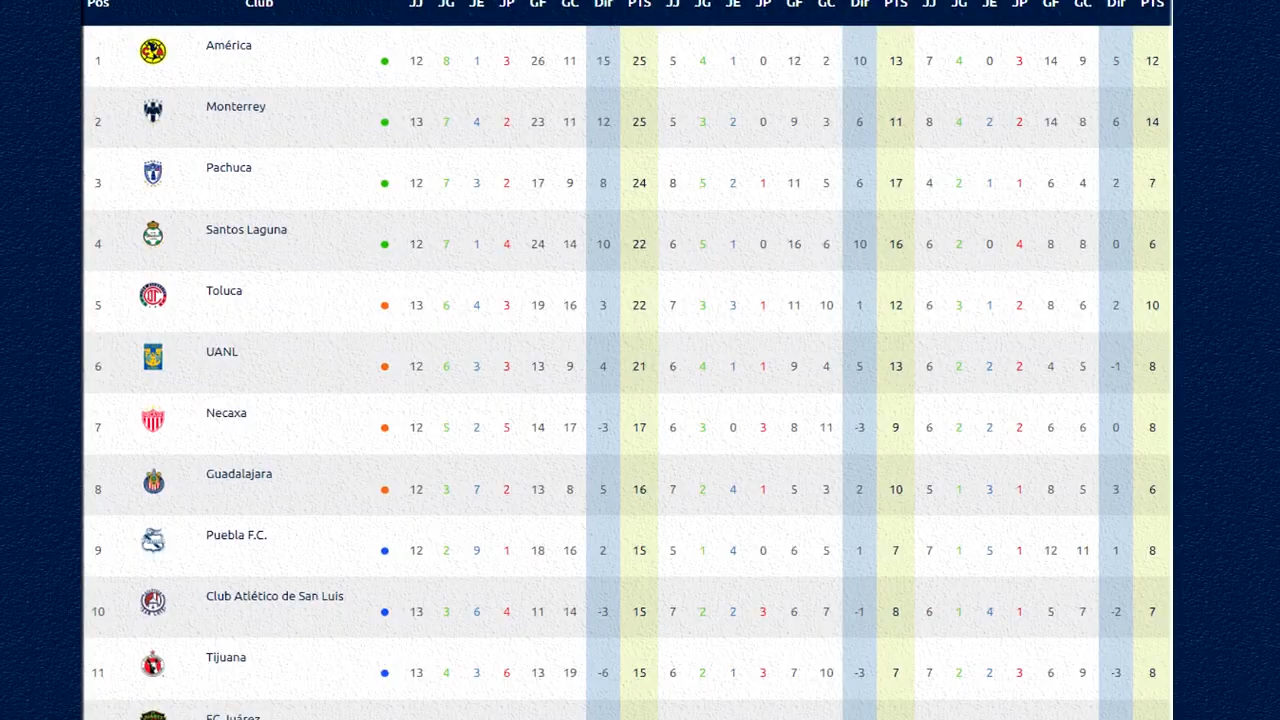 Pos Club JJ JG JE JP GF GC Dif PTS JJ JG JE JP GF GC Dif PTS JJ JG JE JP GF GC Dif PTS
1 América 12 8 1 3 26 11 15 25 5 4 1 0 12 2 10 13 7 4 0 3 14 9 5 12
2 Monterrey 13 7 4 2 23 11 12 25 5 3 2 0 9 3 6 11 8 4 2 2 14 8 6 14
3 Pachuca 12 7 3 2 17 9 8 24 8 5 2 1 11 5 6 17 4 2 1 1 6 4 2 7
4 Santos Laguna 12 7 1 4 24 14 10 22 6 5 1 0 16 6 10 16 6 2 0 4 8 8 0 6
5 Toluca 13 6 4 3 19 16 3 22 7 3 3 1 11 10 1 12 6 3 1 2 8 6 2 10
6 UANL 12 6 3 3 13 9 4 21 6 4 1 1 9 4 5 13 6 2 2 2 4 5 -1 8
7 Necaxa 12 5 2 5 14 17 -3 17 6 3 0 3 8 11 -3 9 6 2 2 2 6 6 0 8
8 Guadalajara 12 3 7 2 13 8 5 16 7 2 4 1 5 3 2 10 5 1 3 1 8 5 3 6
9 Puebla F.C. 12 2 9 1 18 16 2 15 5 1 4 0 6 5 1 7 7 1 5 1 12 11 1 8
10 Club Atlético de San Luis 13 3 6 4 11 14 -3 15 7 2 2 3 6 7 -1 8 6 1 4 1 5 7 -2 7
11 Tijuana 13 4 3 6 13 19 -6 15 6 2 1 3 7 10 -3 7 7 2 2 3 6 9 -3 8
FC Juárez